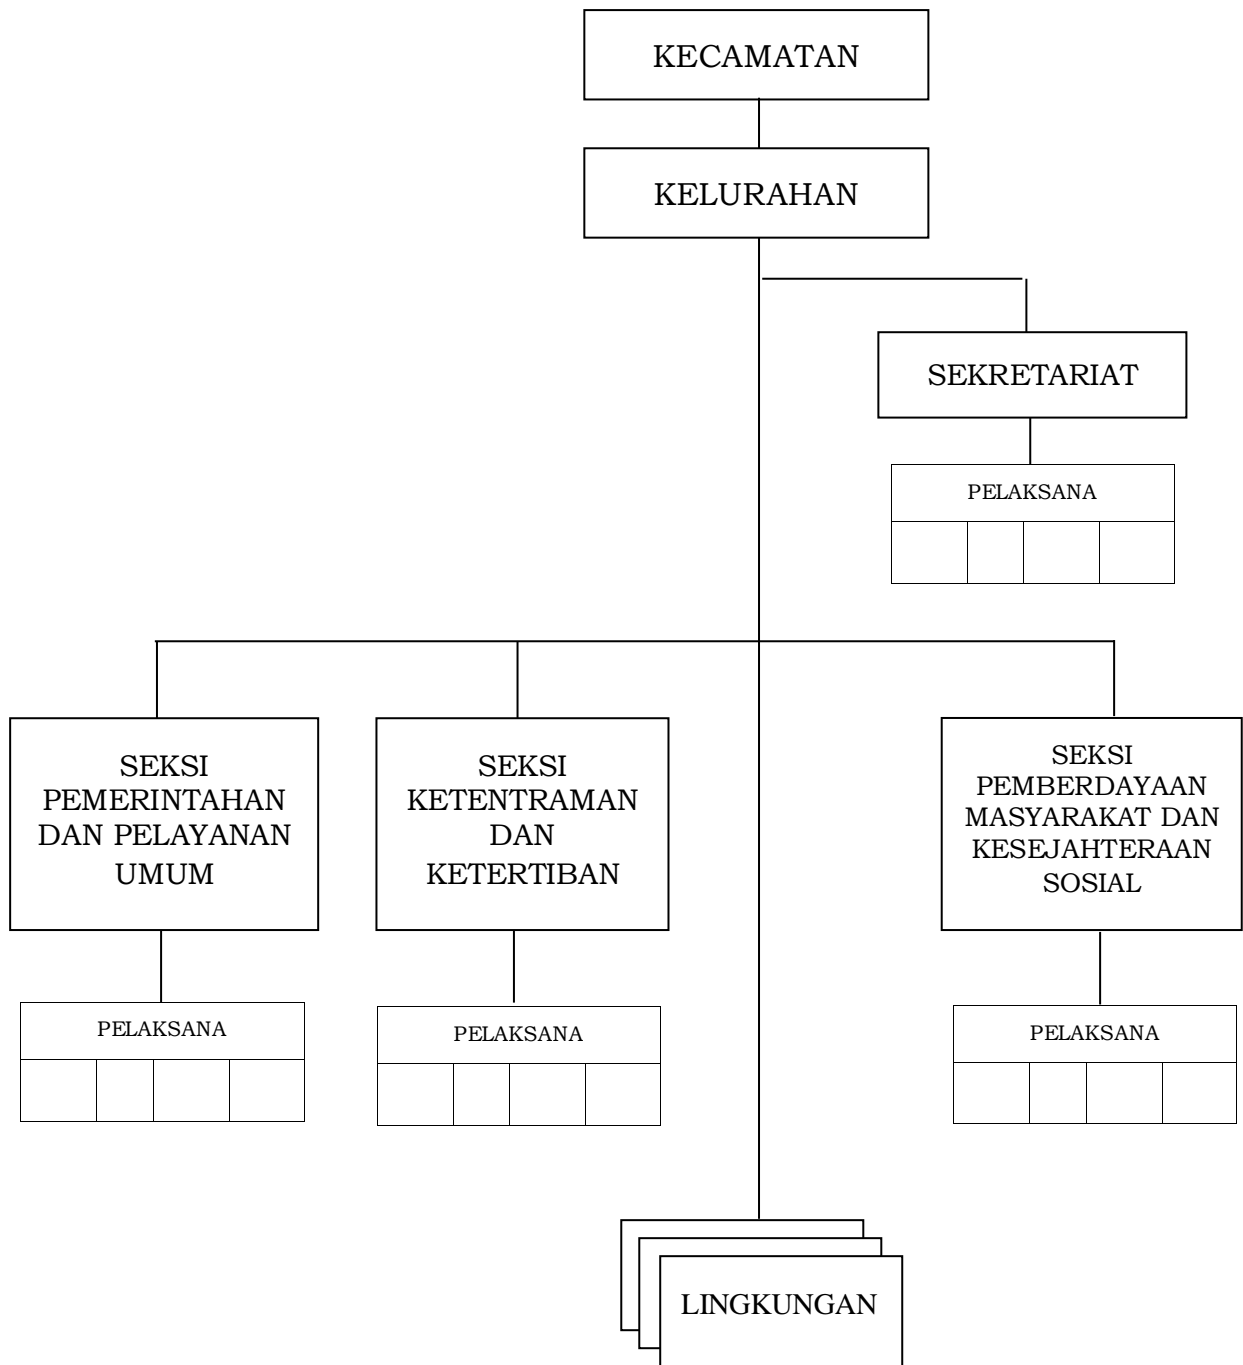 KECAMATAN
KELURAHAN
SEKRETARIAT
PELAKSANA
SEKSI
PEMERINTAHAN
DAN PELAYANAN
UMUM
SEKSI
KETENTRAMAN
DAN
KETERTIBAN
SEKSI
PEMBERDAYAAN
MASYARAKAT DAN
KESEJAHTERAAN
SOSIAL
PELAKSANA
PELAKSANA
PELAKSANA
LINGKUNGAN